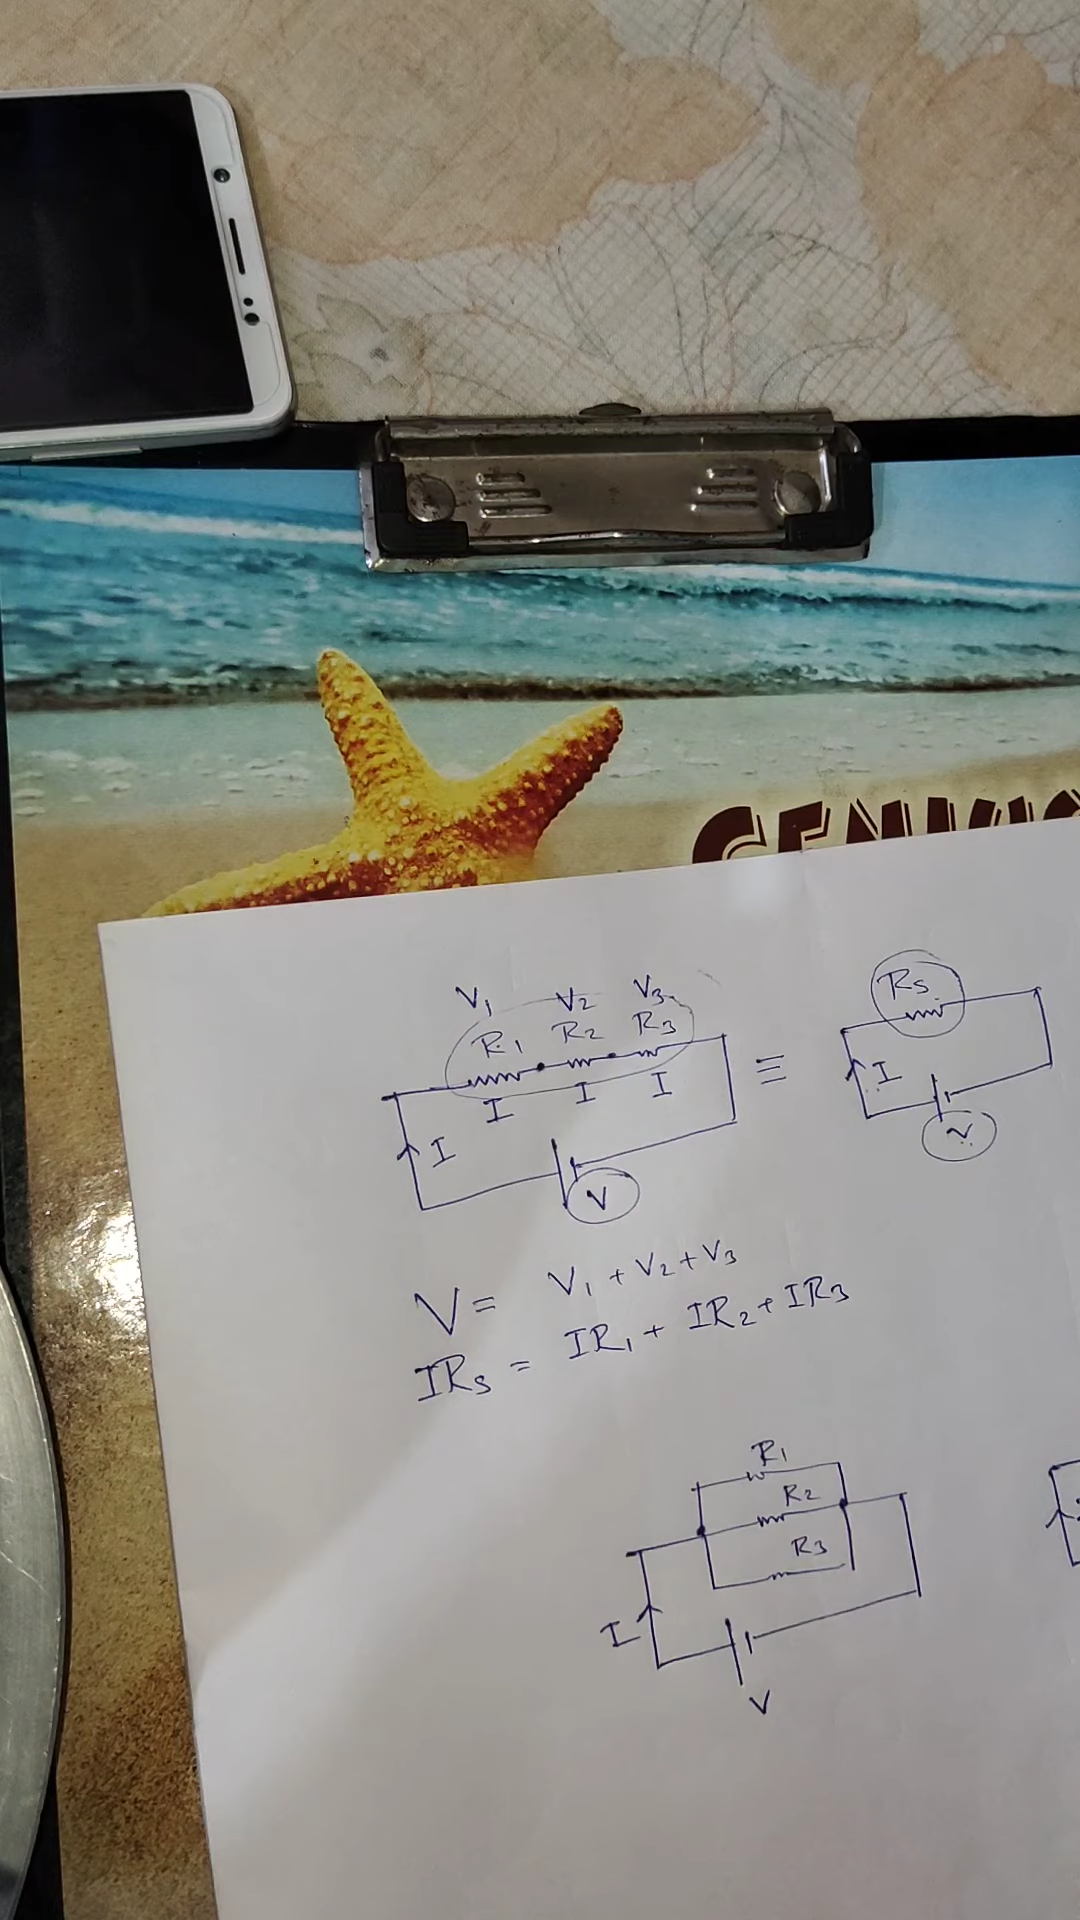 V₁ V₂ V₃
R₁ R₂ R₃
I I I
I
V
≡
Rs
I
V
V = V₁ + V₂ + V₃
IRs = IR₁ + IR₂ + IR₃
R₁
R₂
R₃
I
V